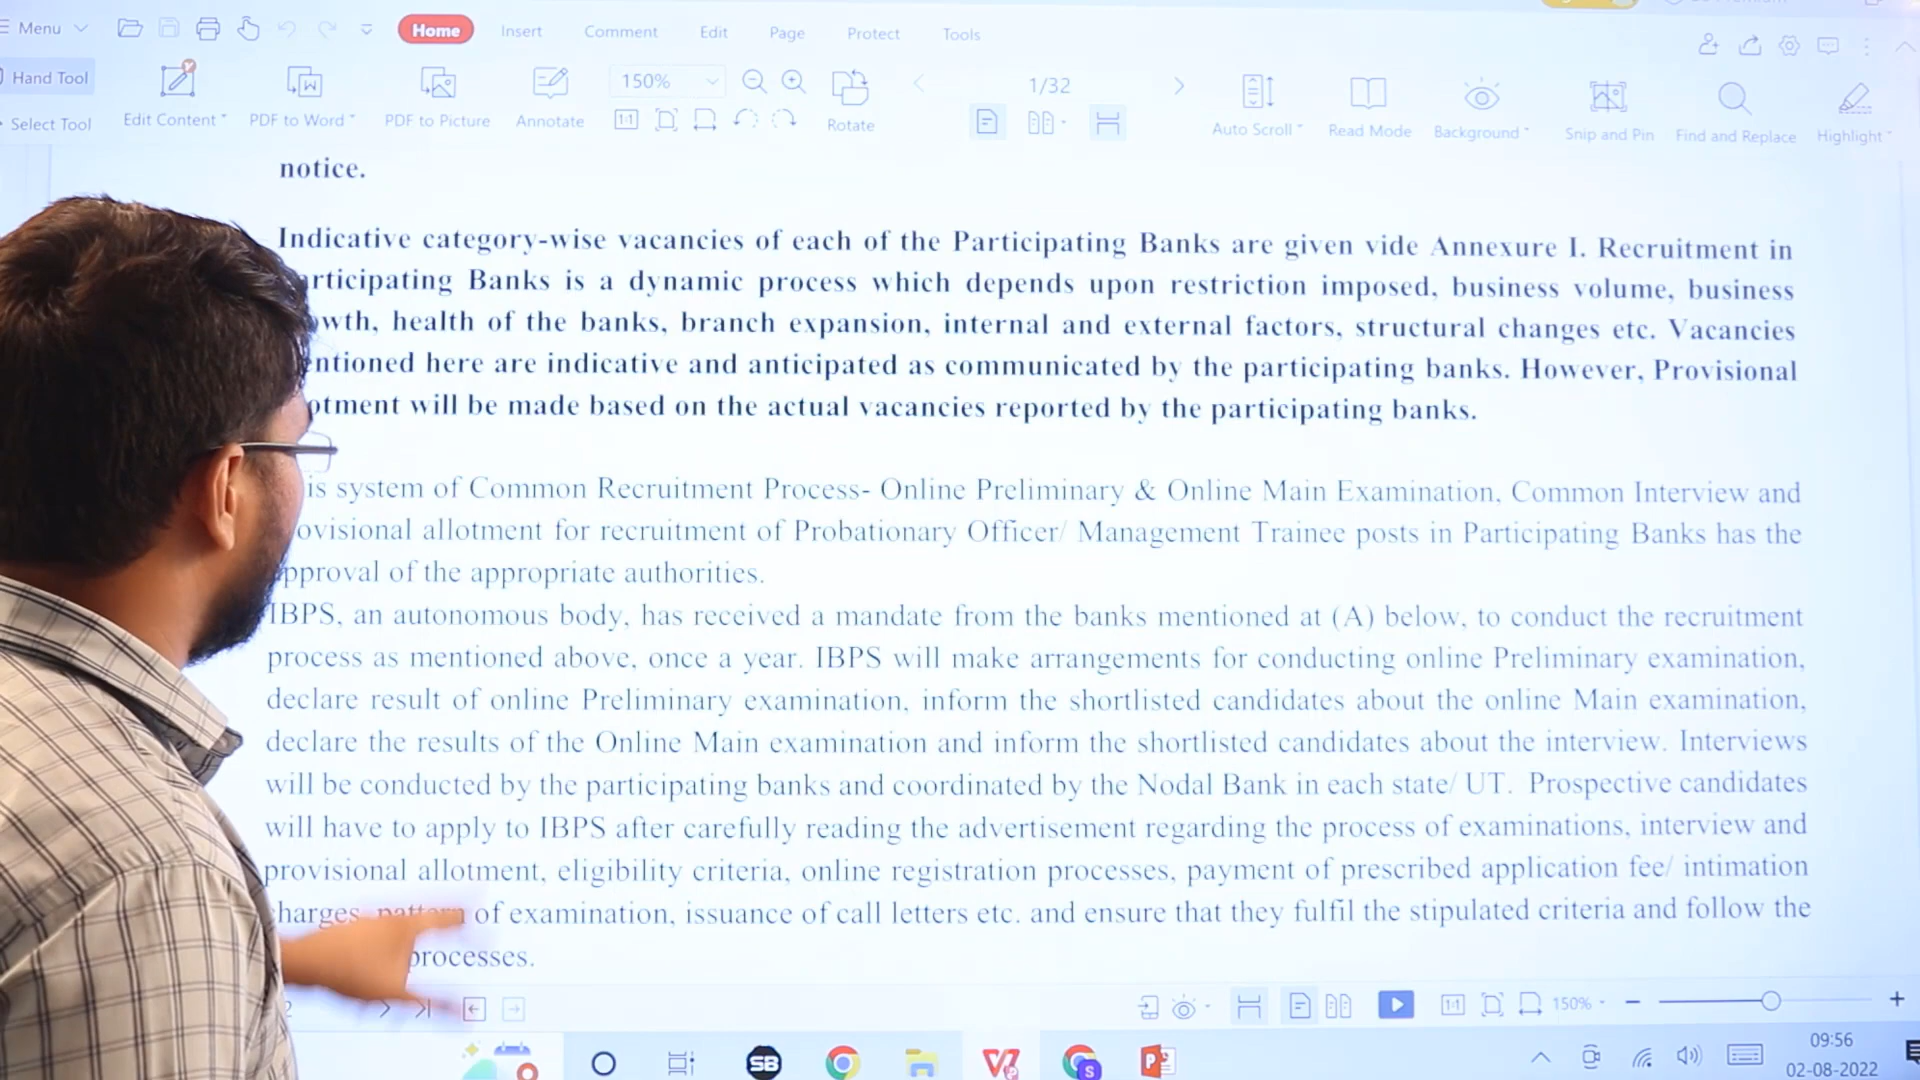 Menu
Home Insert Comment Edit Page Protect Tools
Hand Tool
Select Tool
Edit Content
PDF to Word
PDF to Picture
Annotate
150%
Rotate
1/32
Auto Scroll
Read Mode
Background
Snip and Pin
Find and Replace
Highlight
notice.
Indicative category-wise vacancies of each of the Participating Banks are given vide Annexure I. Recruitment in
rticipating Banks is a dynamic process which depends upon restriction imposed, business volume, business
wth, health of the banks, branch expansion, internal and external factors, structural changes etc. Vacancies
ntioned here are indicative and anticipated as communicated by the participating banks. However, Provisional
otment will be made based on the actual vacancies reported by the participating banks.
is system of Common Recruitment Process- Online Preliminary & Online Main Examination, Common Interview and
ovisional allotment for recruitment of Probationary Officer/ Management Trainee posts in Participating Banks has the
pproval of the appropriate authorities.
IBPS, an autonomous body, has received a mandate from the banks mentioned at (A) below, to conduct the recruitment
process as mentioned above, once a year. IBPS will make arrangements for conducting online Preliminary examination,
declare result of online Preliminary examination, inform the shortlisted candidates about the online Main examination,
declare the results of the Online Main examination and inform the shortlisted candidates about the interview. Interviews
will be conducted by the participating banks and coordinated by the Nodal Bank in each state/ UT. Prospective candidates
will have to apply to IBPS after carefully reading the advertisement regarding the process of examinations, interview and
provisional allotment, eligibility criteria, online registration processes, payment of prescribed application fee/ intimation
harges, pattern of examination, issuance of call letters etc. and ensure that they fulfil the stipulated criteria and follow the
processes.
150%
SB
09:56
02-08-2022